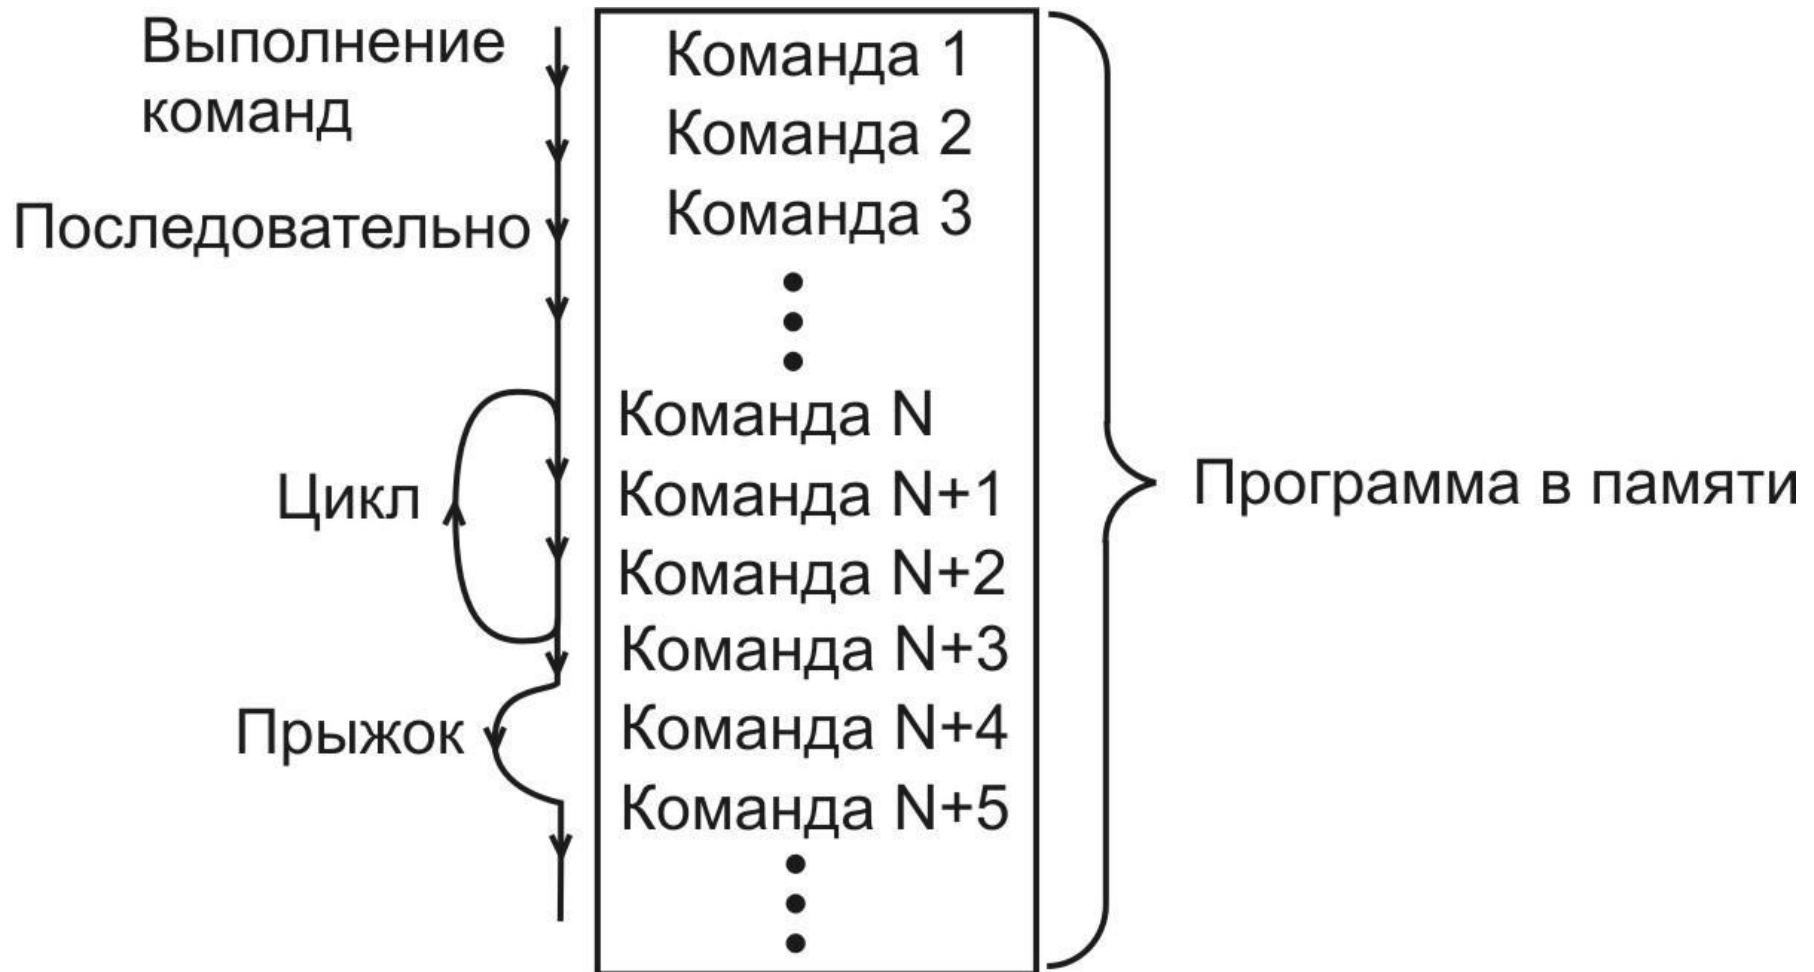 Выполнение
команд
Последовательно
Цикл
Прыжок
Команда 1
Команда 2
Команда 3
Команда N
Команда N+1
Команда N+2
Команда N+3
Команда N+4
Команда N+5
Программа в памяти